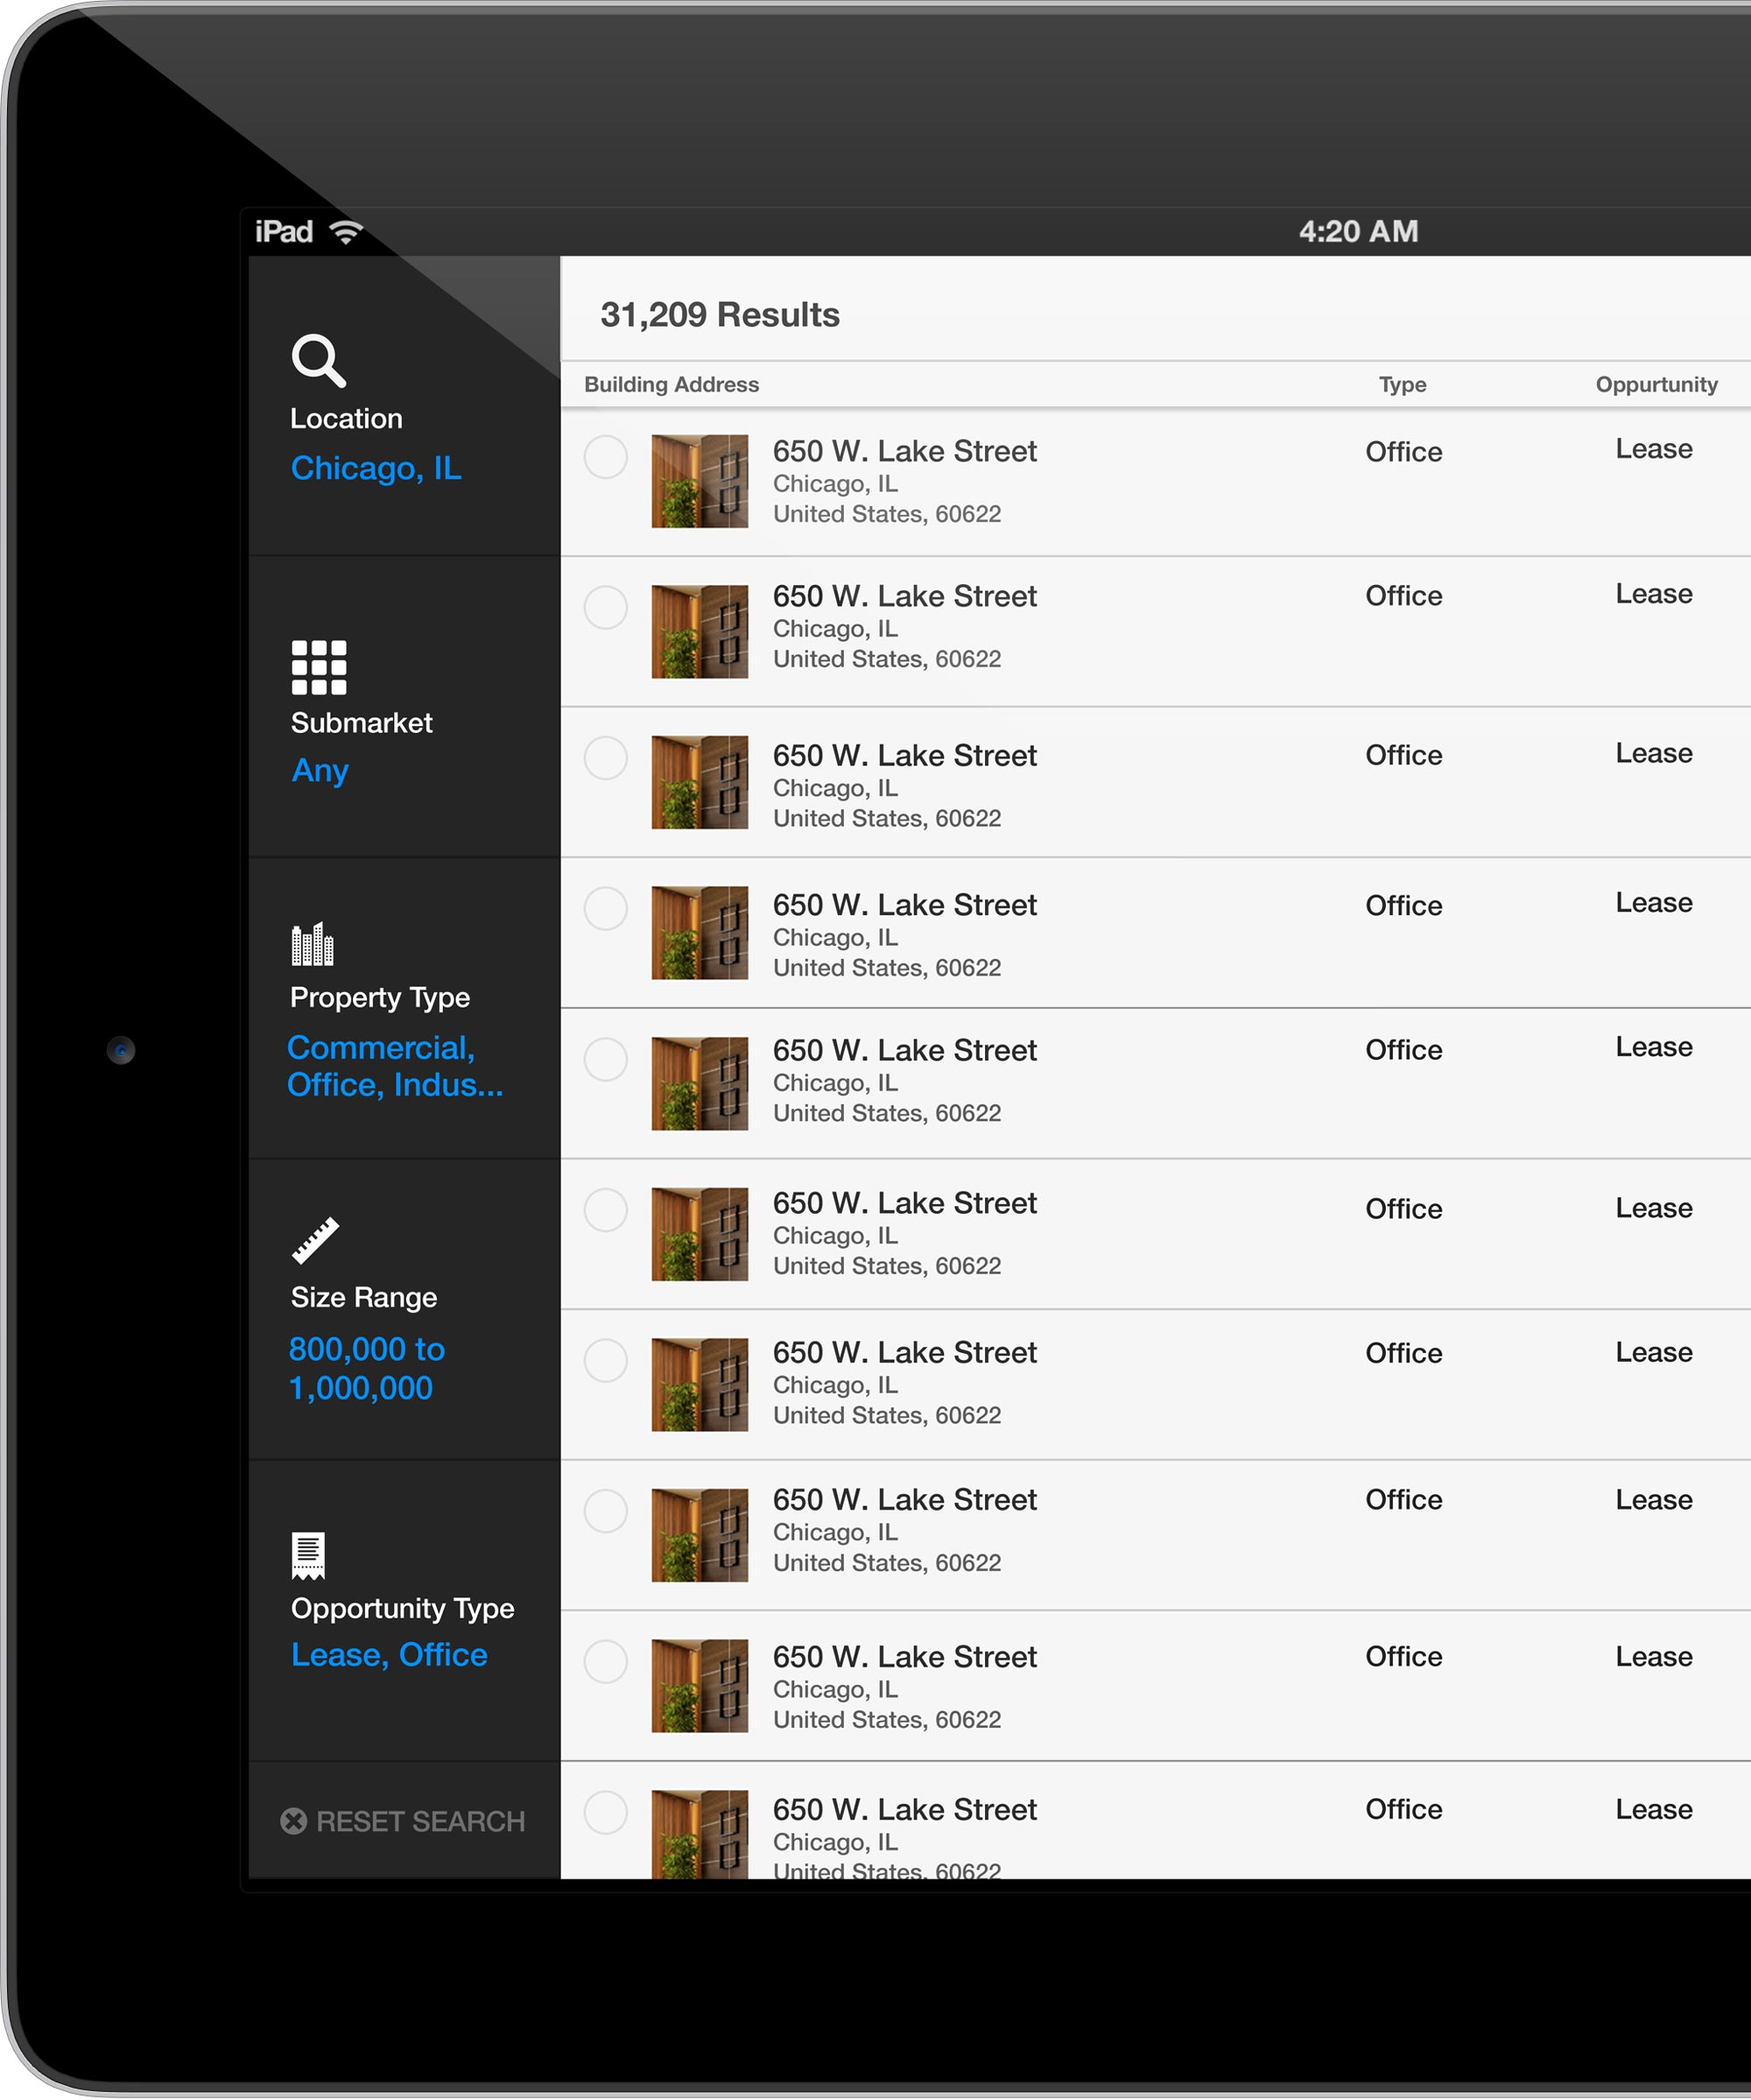 iPad
4:20 AM
Location
Chicago, IL
Submarket
Any
Property Type
Commercial,
Office, Indus...
Size Range
800,000 to
1,000,000
Opportunity Type
Lease, Office
RESET SEARCH
31,209 Results
Building Address Type Oppurtunity
650 W. Lake Street Office Lease
Chicago, IL
United States, 60622
650 W. Lake Street Office Lease
Chicago, IL
United States, 60622
650 W. Lake Street Office Lease
Chicago, IL
United States, 60622
650 W. Lake Street Office Lease
Chicago, IL
United States, 60622
650 W. Lake Street Office Lease
Chicago, IL
United States, 60622
650 W. Lake Street Office Lease
Chicago, IL
United States, 60622
650 W. Lake Street Office Lease
Chicago, IL
United States, 60622
650 W. Lake Street Office Lease
Chicago, IL
United States, 60622
650 W. Lake Street Office Lease
Chicago, IL
United States, 60622
650 W. Lake Street Office Lease
Chicago, IL
United States, 60622